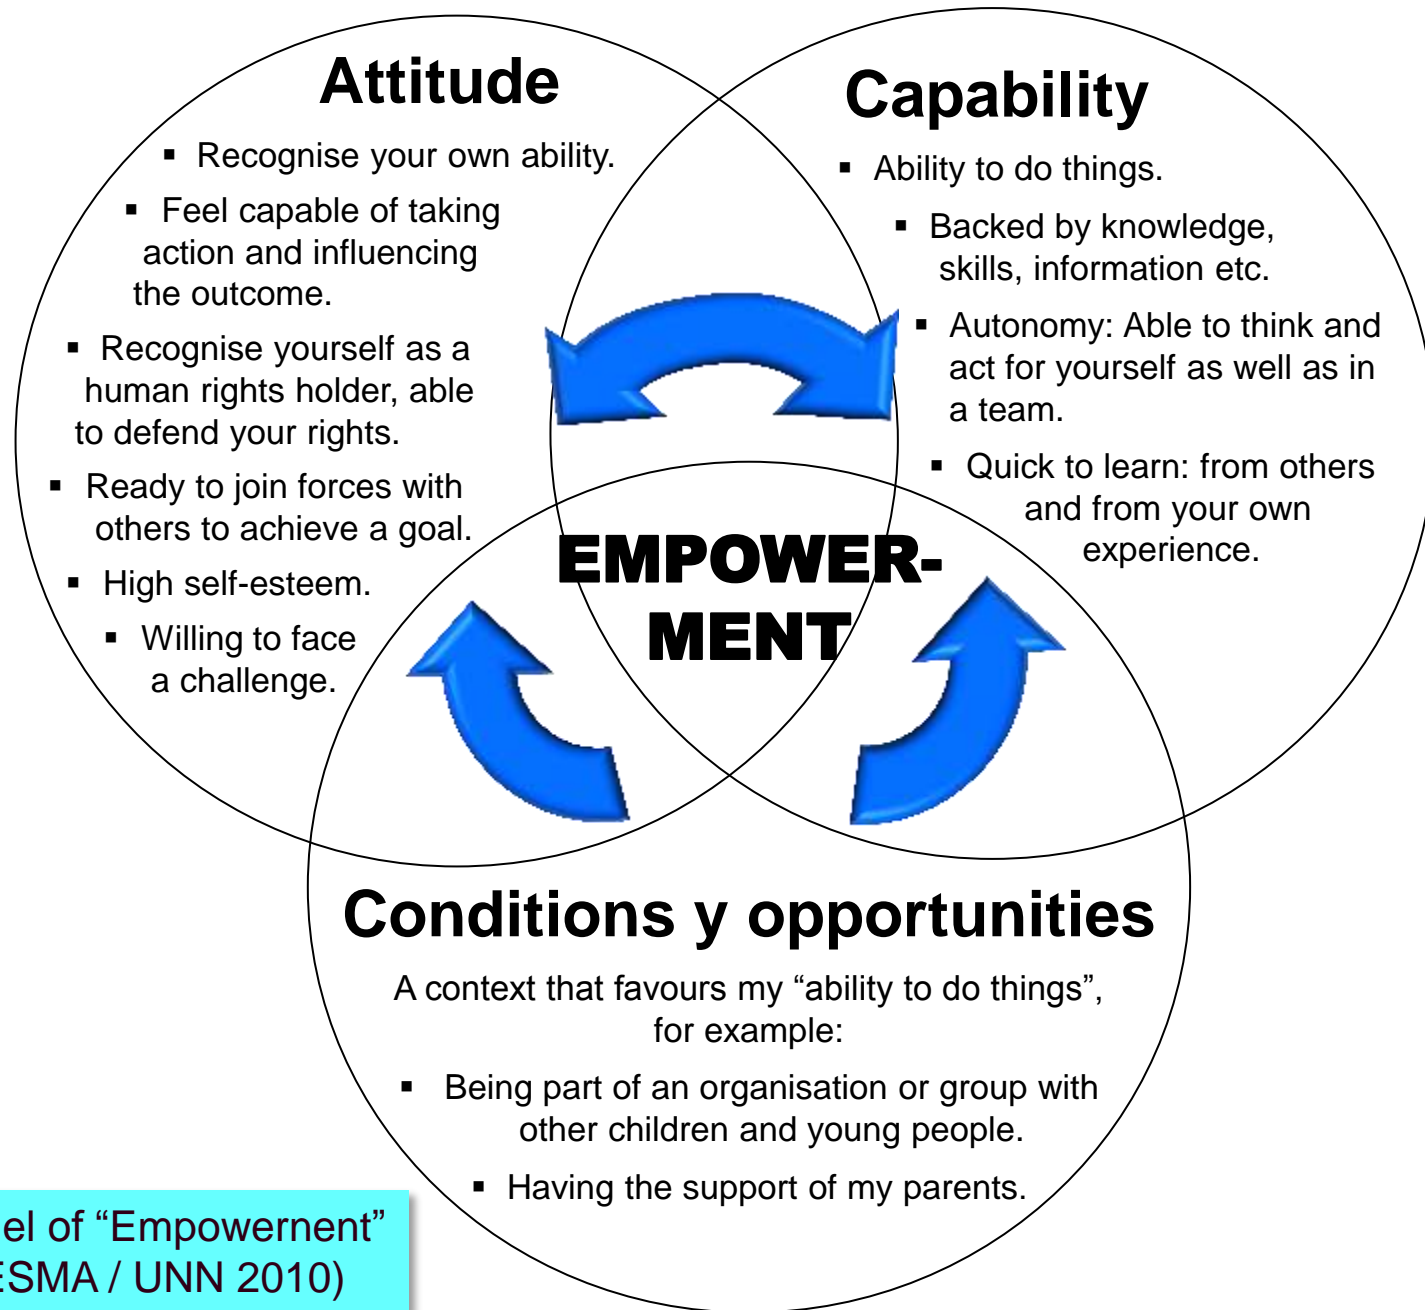 Attitude
▪ Recognise your own ability.
▪ Feel capable of taking
action and influencing
the outcome.
▪ Recognise yourself as a
human rights holder, able
to defend your rights.
▪ Ready to join forces with
others to achieve a goal.
▪ High self-esteem.
▪ Willing to face
a challenge.
Capability
▪ Ability to do things.
▪ Backed by knowledge,
skills, information etc.
▪ Autonomy: Able to think and
act for yourself as well as in
a team.
▪ Quick to learn: from others
and from your own
experience.
EMPOWER-
MENT
Conditions y opportunities
A context that favours my “ability to do things”,
for example:
▪ Being part of an organisation or group with
other children and young people.
▪ Having the support of my parents.
el of “Empowernent”
ESMA / UNN 2010)